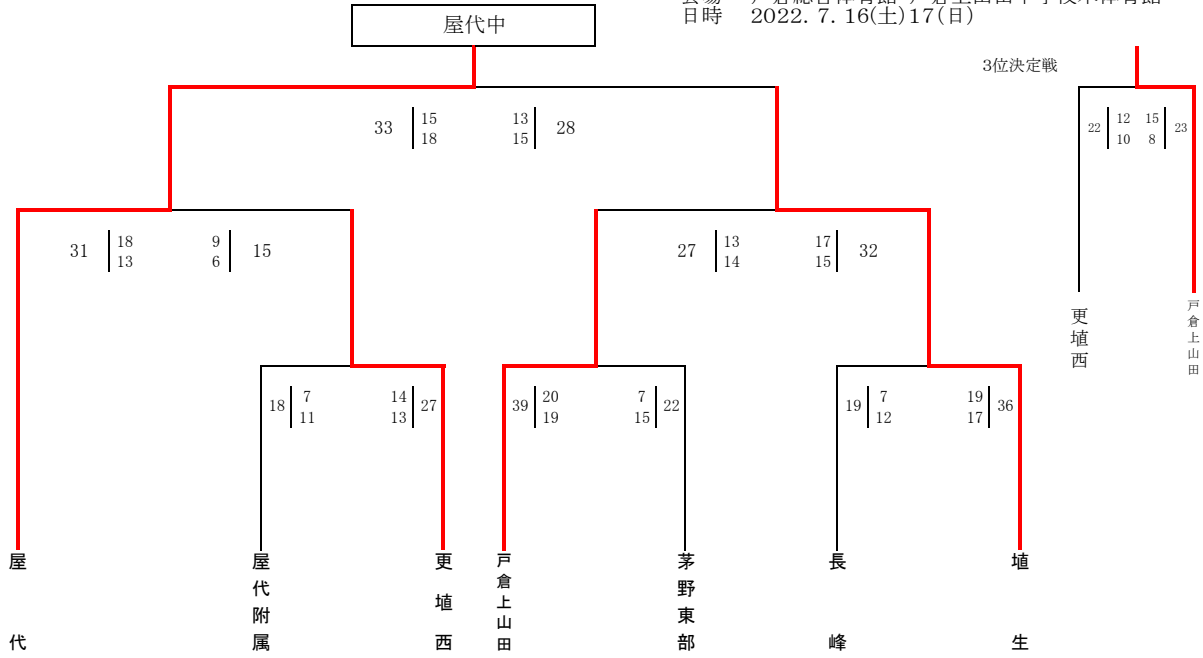 屋代中
日時 2022. 7. 16(土)17(日)
3位決定戦
33 15 13 28
18 15
22 12 15 23
10 8
31 18 9 15
13 6
27 13 17 32
14 15
更埴西
戸倉上山田
18 7 14 27
11 13
39 20 7 22
19 15
19 7 19 36
12 17
屋代
屋代附属
更埴西
戸倉上山田
茅野東部
長峰
埴生